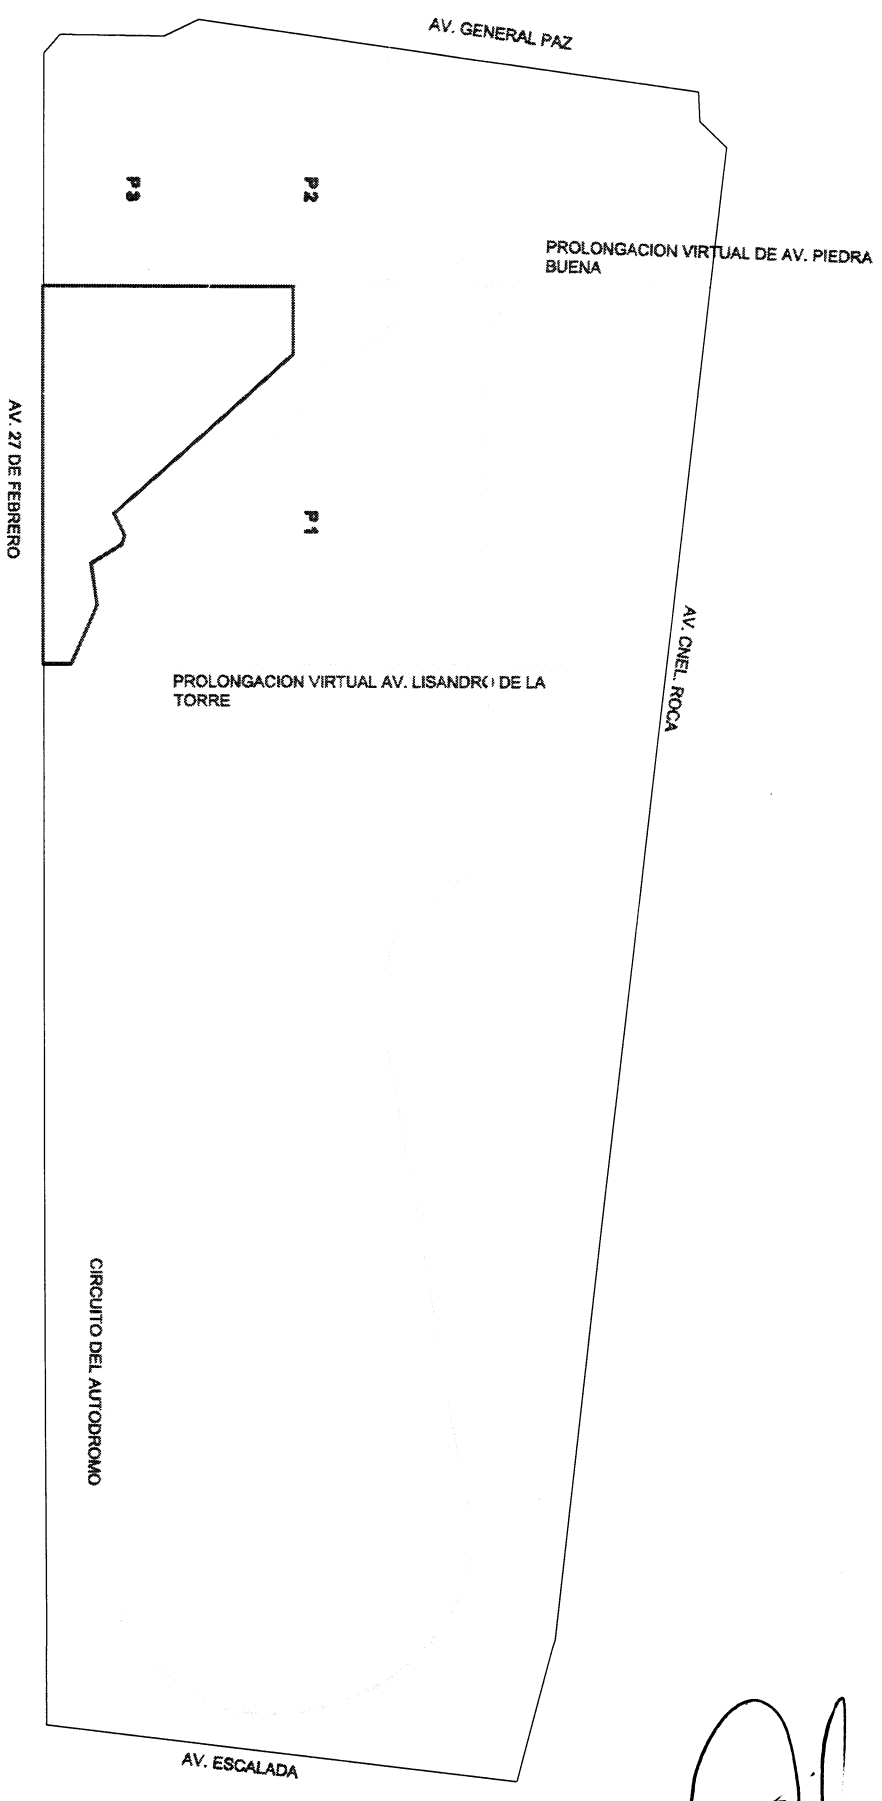 AV. GENERAL PAZ
P3
P2
PROLONGACION VIRTUAL DE AV. PIEDRA
BUENA
AV. 27 DE FEBRERO
P1
AV. CNEL. ROCA
PROLONGACION VIRTUAL AV. LISANDRO DE LA
TORRE
CIRCUITO DEL AUTODROMO
AV. ESCALADA